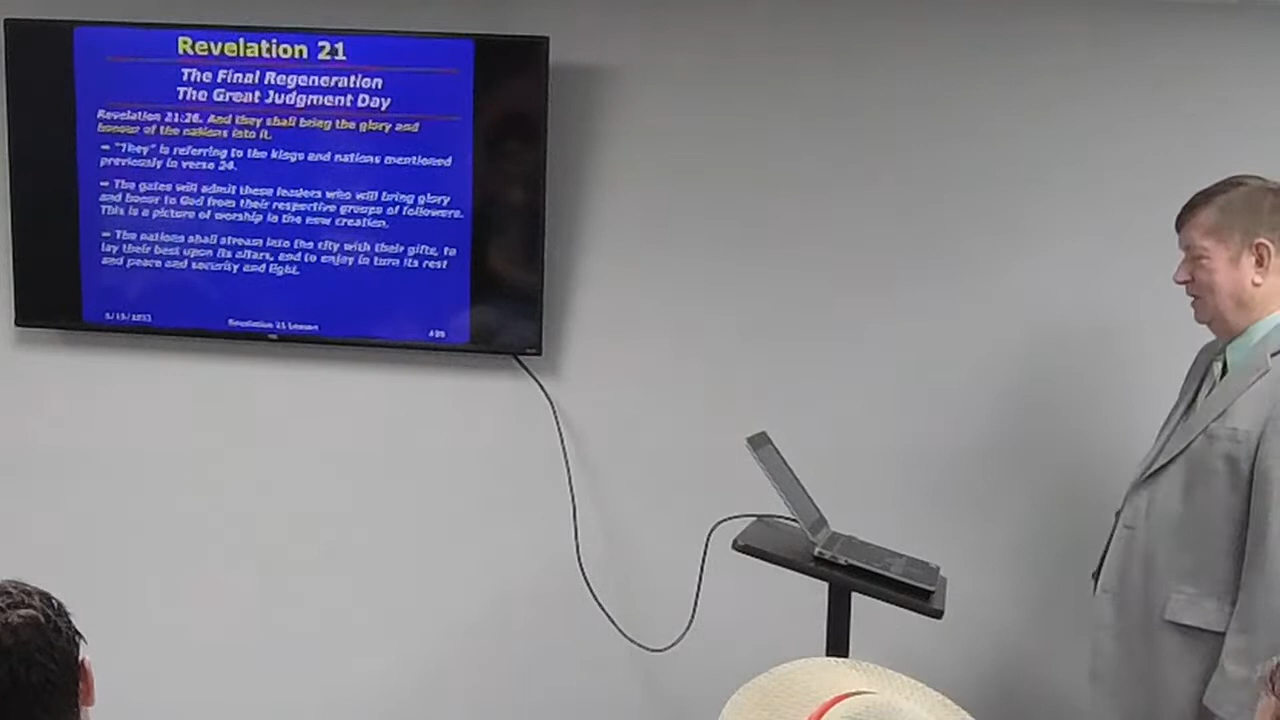 Revelation 21
The Final Regeneration
The Great Judgment Day
Revelation 21:26. And they shall bring the glory and
honour of the nations into it.
– "They" is referring to the kings and nations mentioned
previously in verse 24.
– The gates will admit these leaders who will bring glory
and honor to God from their respective groups of followers.
This is a picture of worship in the new creation.
– The nations shall stream into the city with their gifts, to
lay their best upon its altars, and to enjoy in turn its rest
and peace and security and light.
Revelation 21 Lesson